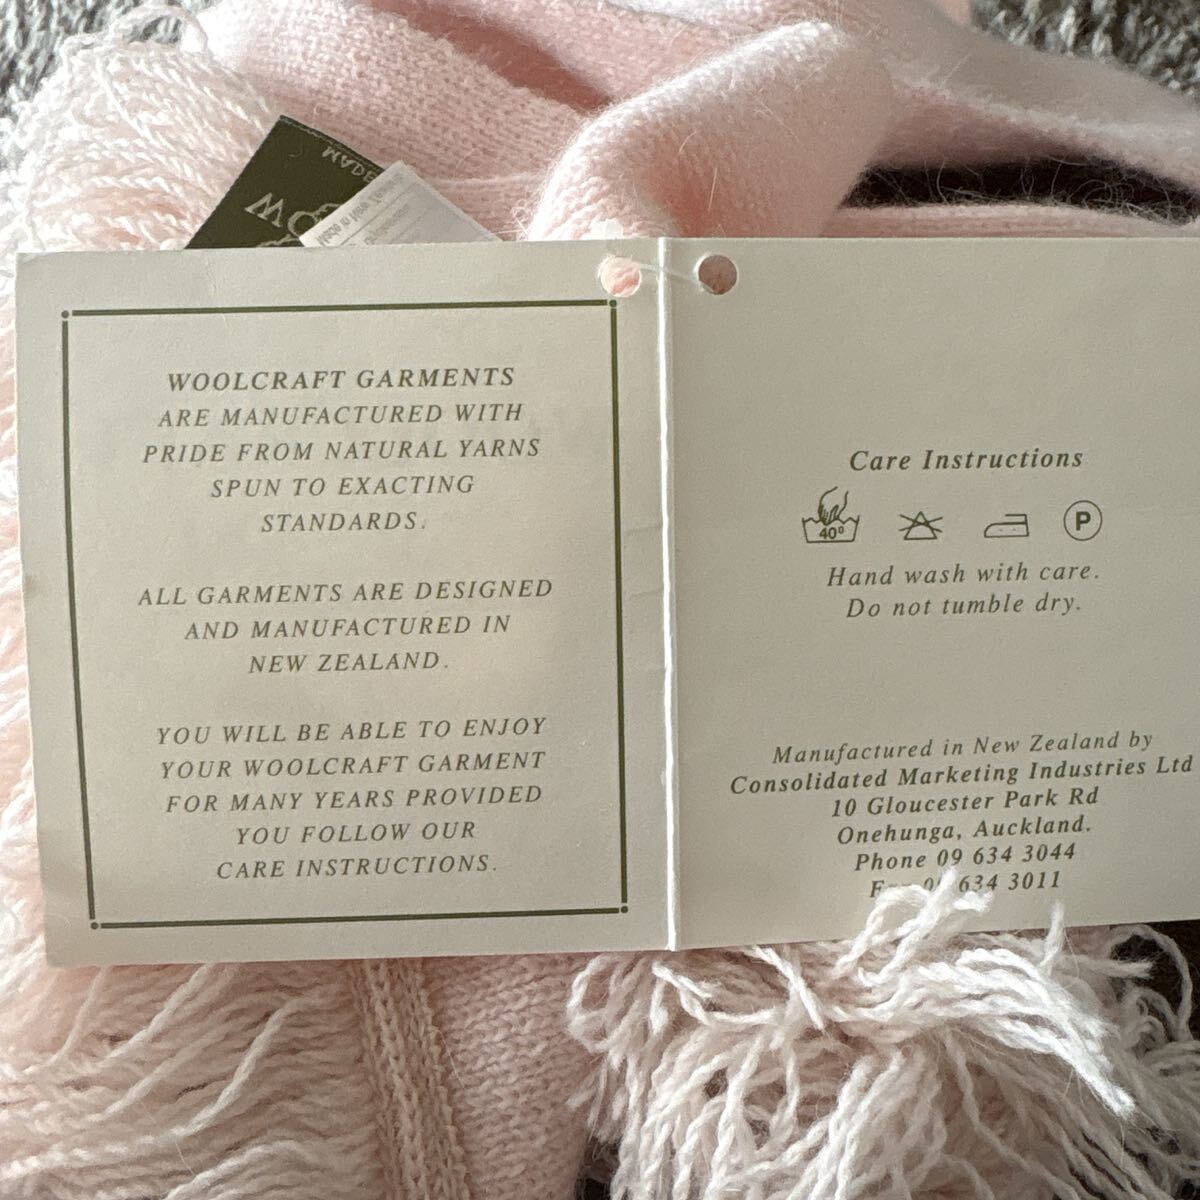 MADE
WO
WOOLCRAFT GARMENTS
ARE MANUFACTURED WITH
PRIDE FROM NATURAL YARNS
SPUN TO EXACTING
STANDARDS.
ALL GARMENTS ARE DESIGNED
AND MANUFACTURED IN
NEW ZEALAND.
YOU WILL BE ABLE TO ENJOY
YOUR WOOLCRAFT GARMENT
FOR MANY YEARS PROVIDED
YOU FOLLOW OUR
CARE INSTRUCTIONS.
Care Instructions
40° P
Hand wash with care.
Do not tumble dry.
Manufactured in New Zealand by
Consolidated Marketing Industries Ltd
10 Gloucester Park Rd
Onehunga, Auckland.
Phone 09 634 3044
634 3011